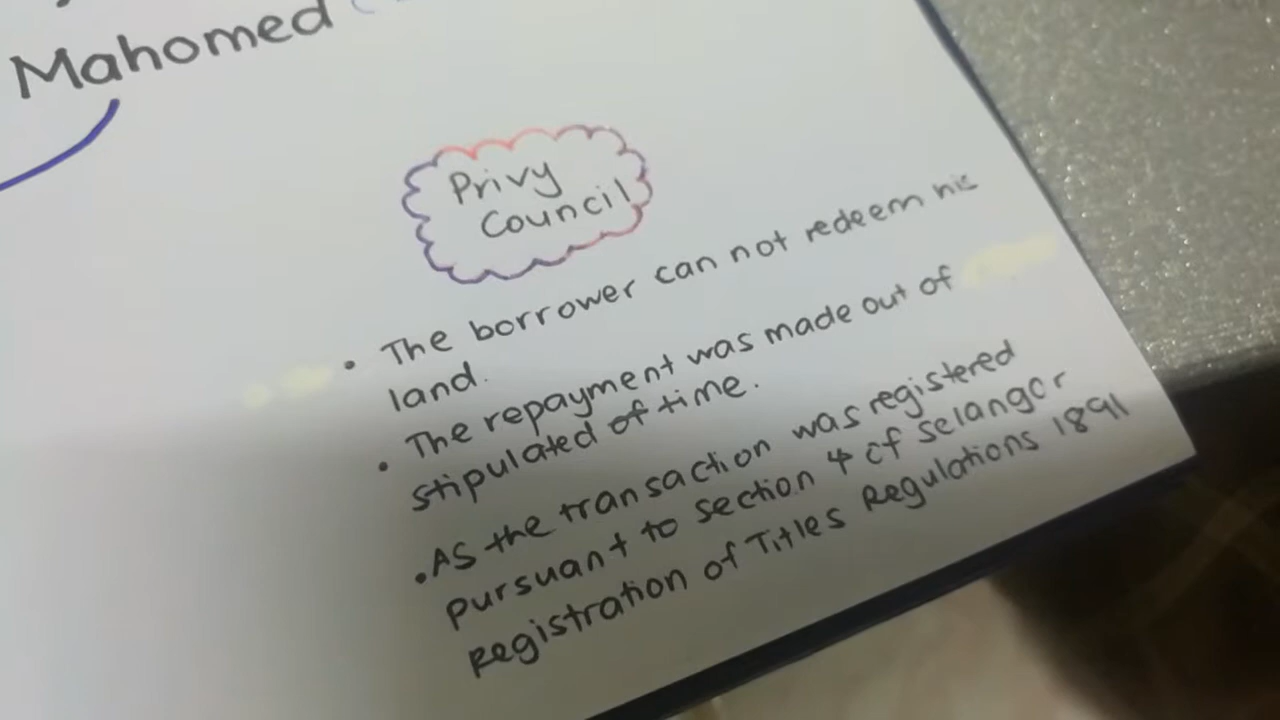 Mahomed
Privy
Council
• The borrower can not redeem his
land.
• The repayment was made out of
stipulated of time.
• As the transaction was registered
pursuant to section 4 of Selangor
Registration of Titles Regulations 1891